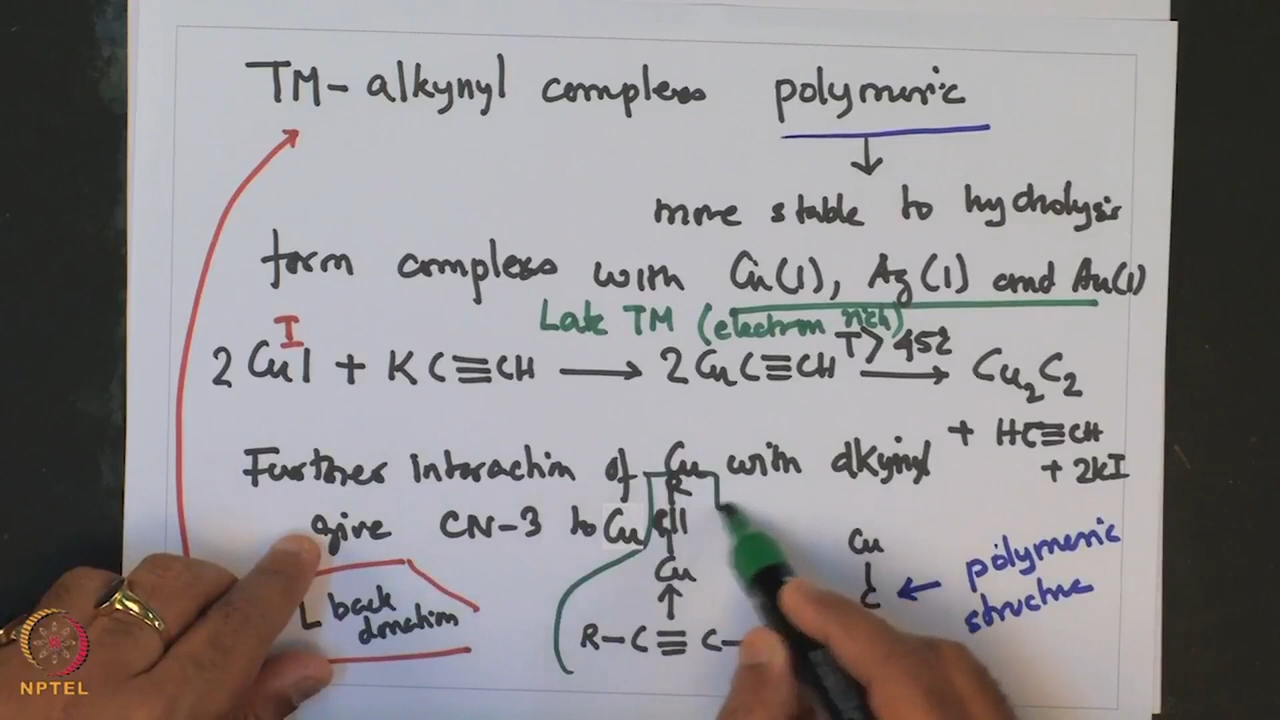 TM-alkynyl complexes polymeric
more stable to hydrolysis
form complexes with Cu(I), Ag(I) and Au(I)
Late TM (electron rich)
I
2 CuI + KC≡CH → 2 CuC≡CH T > 45° → Cu2C2
+ HC≡CH
+ 2KI
Further interaction of Cu with alkynyl
give CN-3 to Cu
R
C
Cu
↑
R-C≡C-
back
donation
Cu
C
← polymeric
structure
NPTEL